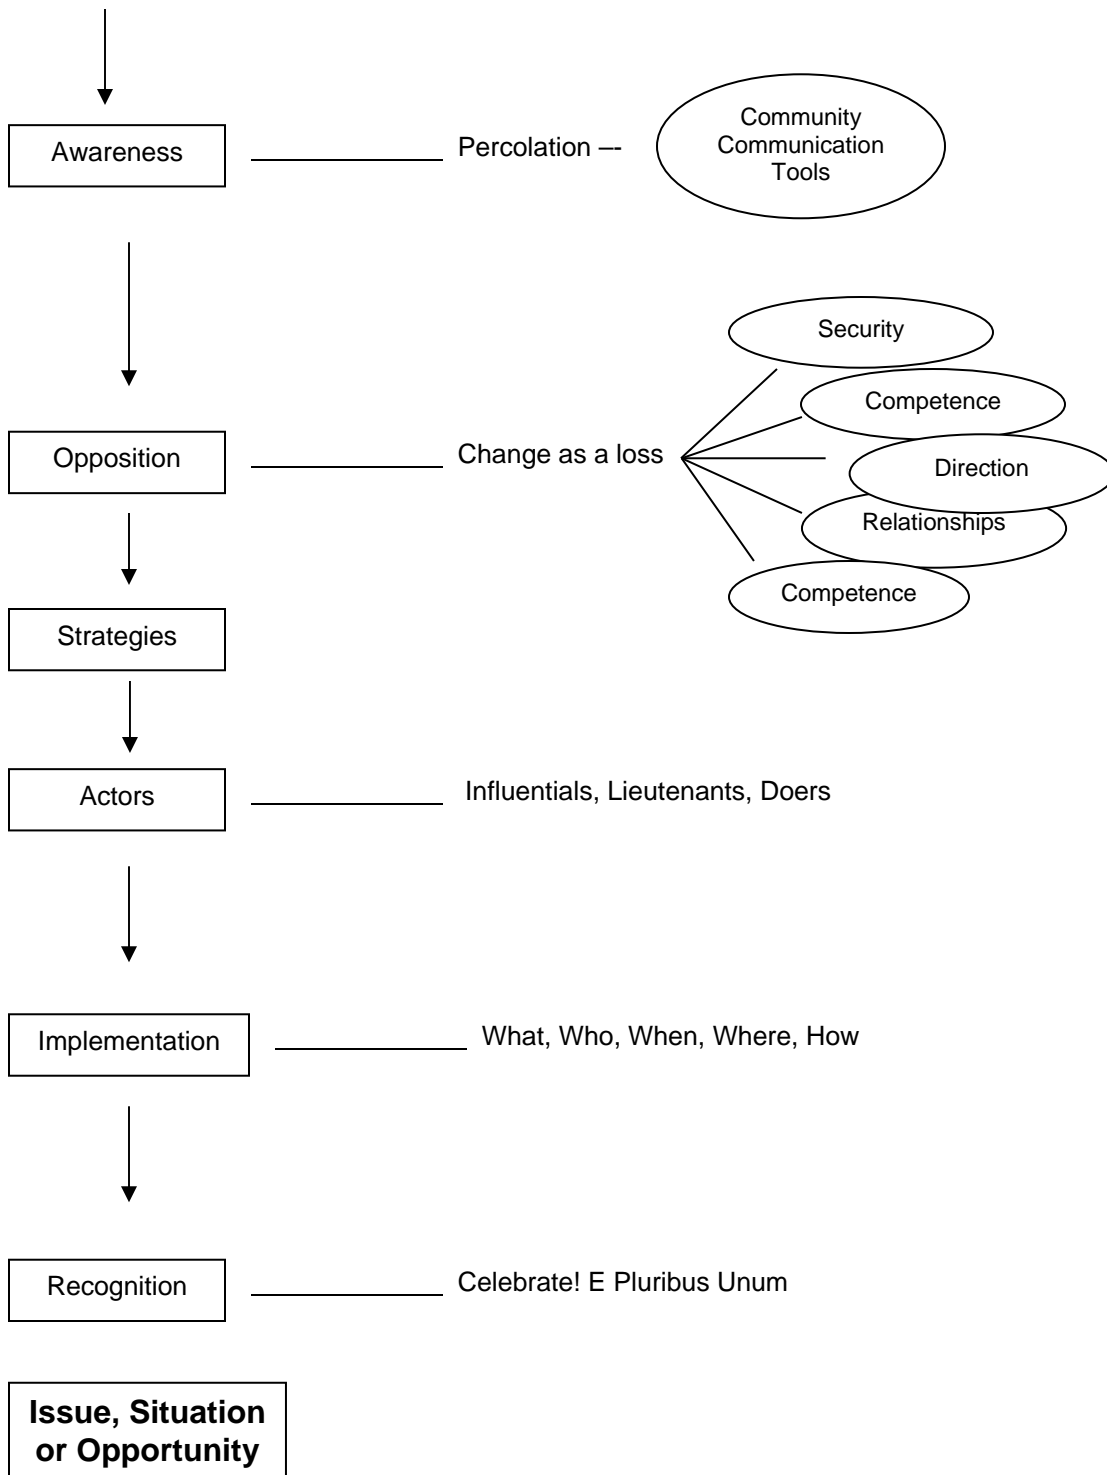 Awareness
Percolation –-
Community
Communication
Tools
Security
Competence
Opposition
Change as a loss
Direction
Relationships
Competence
Strategies
Actors
Influentials, Lieutenants, Doers
Implementation
What, Who, When, Where, How
Recognition
Celebrate! E Pluribus Unum
Issue, Situation
or Opportunity